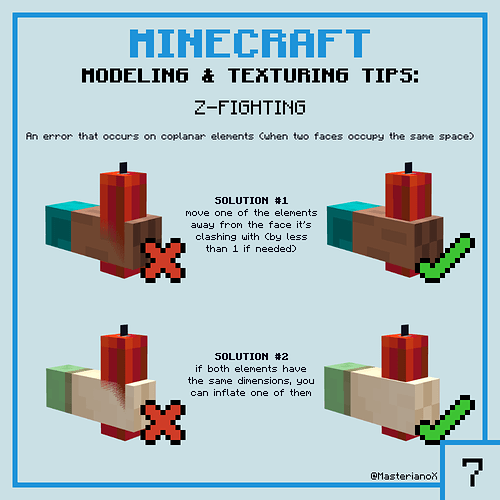 MINECRAFT
MODELING & TEXTURING TIPS:
Z-FIGHTING
An error that occurs on coplanar elements (when two faces occupy the same space)
SOLUTION #1
move one of the elements
away from the face it's
clashing with (by less
than 1 if needed)
SOLUTION #2
if both elements have
the same dimensions, you
can inflate one of them
@MasterianoX
7